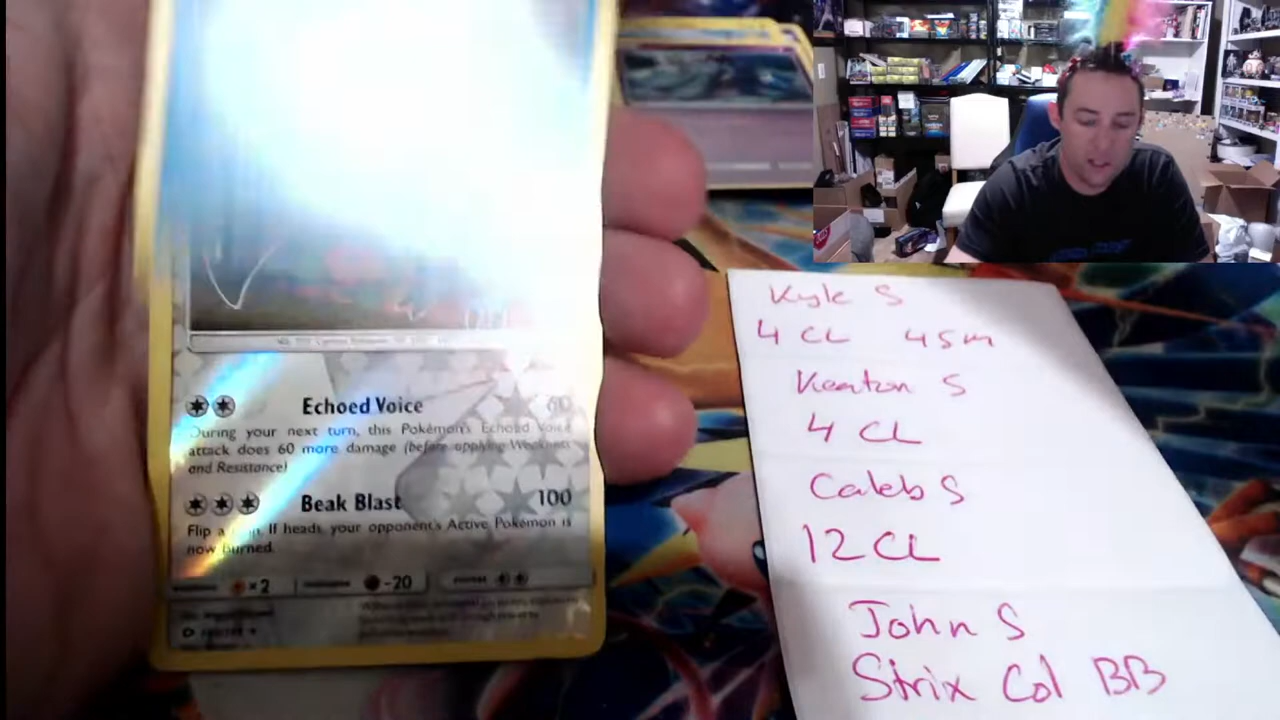 Echoed Voice 60
During your next turn, this Pokémon's Echoed Voice
attack does 60 more damage (before applying Weakness
and Resistance)
Beak Blast 100
Flip a If heads, your opponent's Active Pokémon is
now Burned.
×2 -20
Kyle S
4 CL 4 SM
Kenton S
4 CL
Caleb S
12 CL
John S
Strix Col BB